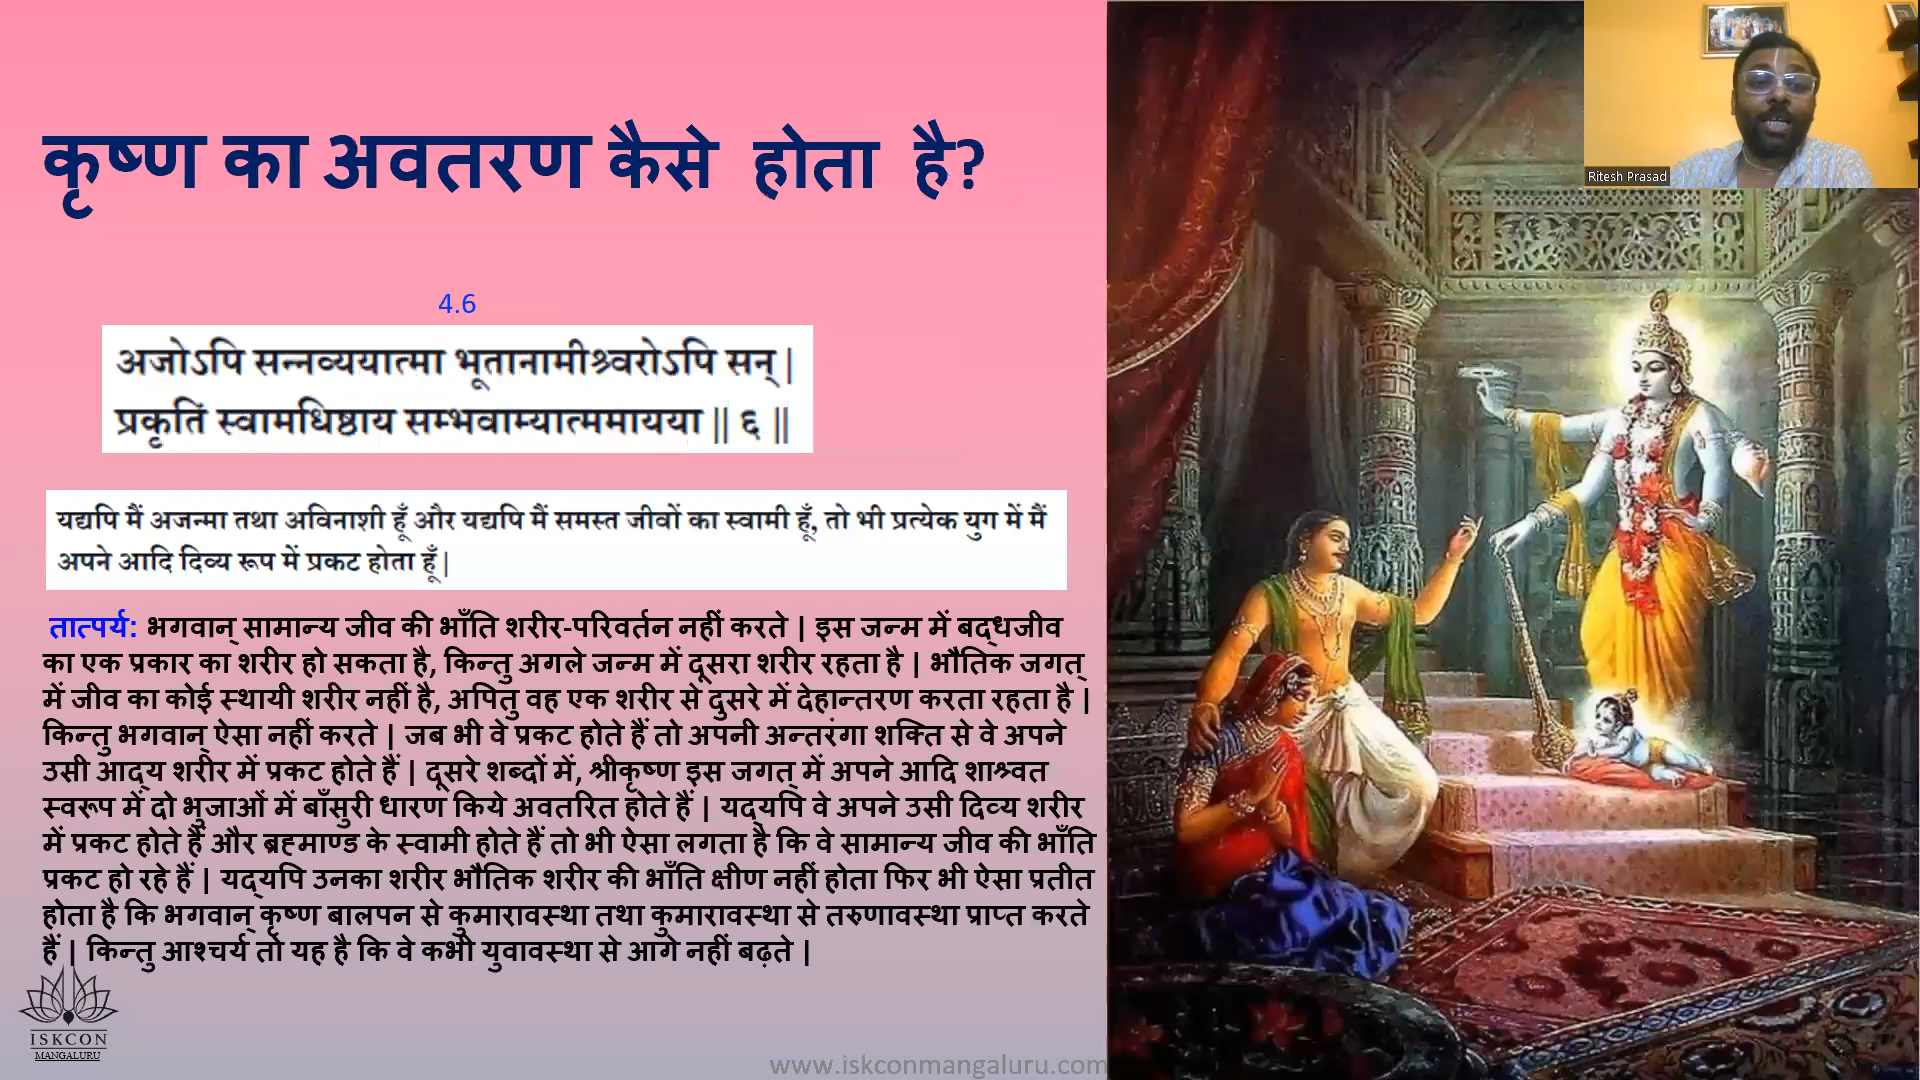 कृष्ण का अवतरण कैसे होता है?
Ritesh Prasad
4.6
अजोऽपि सन्नव्ययात्मा भूतानामीश्र्वरोऽपि सन् |
प्रकृतिं स्वामधिष्ठाय सम्भवाम्यात्ममायया || ६ ||
यद्यपि मैं अजन्मा तथा अविनाशी हूँ और यद्यपि मैं समस्त जीवों का स्वामी हूँ, तो भी प्रत्येक युग में मैं
अपने आदि दिव्य रूप में प्रकट होता हूँ |
तात्पर्य: भगवान् सामान्य जीव की भाँति शरीर-परिवर्तन नहीं करते | इस जन्म में बद्धजीव
का एक प्रकार का शरीर हो सकता है, किन्तु अगले जन्म में दूसरा शरीर रहता है | भौतिक जगत्
में जीव का कोई स्थायी शरीर नहीं है, अपितु वह एक शरीर से दुसरे में देहान्तरण करता रहता है |
किन्तु भगवान् ऐसा नहीं करते | जब भी वे प्रकट होते हैं तो अपनी अन्तरंगा शक्ति से वे अपने
उसी आद्य शरीर में प्रकट होते हैं | दूसरे शब्दों में, श्रीकृष्ण इस जगत् में अपने आदि शाश्र्वत
स्वरूप में दो भुजाओं में बाँसुरी धारण किये अवतरित होते हैं | यद्यपि वे अपने उसी दिव्य शरीर
में प्रकट होते हैं और ब्रह्माण्ड के स्वामी होते हैं तो भी ऐसा लगता है कि वे सामान्य जीव की भाँति
प्रकट हो रहे हैं | यद्यपि उनका शरीर भौतिक शरीर की भाँति क्षीण नहीं होता फिर भी ऐसा प्रतीत
होता है कि भगवान् कृष्ण बालपन से कुमारावस्था तथा कुमारावस्था से तरुणावस्था प्राप्त करते
हैं | किन्तु आश्चर्य तो यह है कि वे कभी युवावस्था से आगे नहीं बढ़ते |
ISKCON
MANGALURU
www.iskconmangaluru.com